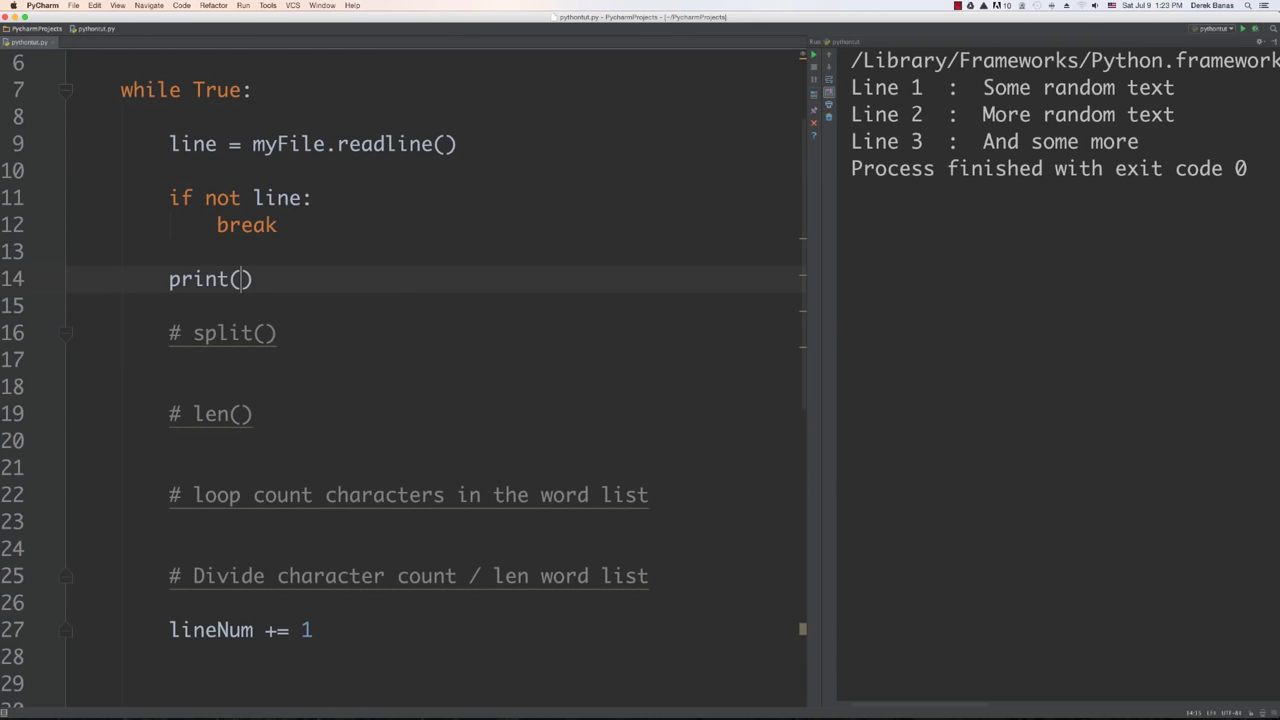 PyCharm File Edit View Navigate Code Refactor Run Tools VCS Window Help 10 Sat Jul 9 1:23 PM Derek Banas
pythontut.py - PycharmProjects - [~/PycharmProjects]
PycharmProjects pythontut.py pythontut
pythontut.py
Run pythontut
6
7 while True:
8
9 line = myFile.readline()
10
11 if not line:
12 break
13
14 print()
15
16 # split()
17
18
19 # len()
20
21
22 # loop count characters in the word list
23
24
25 # Divide character count / len word list
26
27 lineNum += 1
28
29
/Library/Frameworks/Python.framework
Line 1 : Some random text
Line 2 : More random text
Line 3 : And some more
Process finished with exit code 0
14:15 LF÷ UTF-8÷